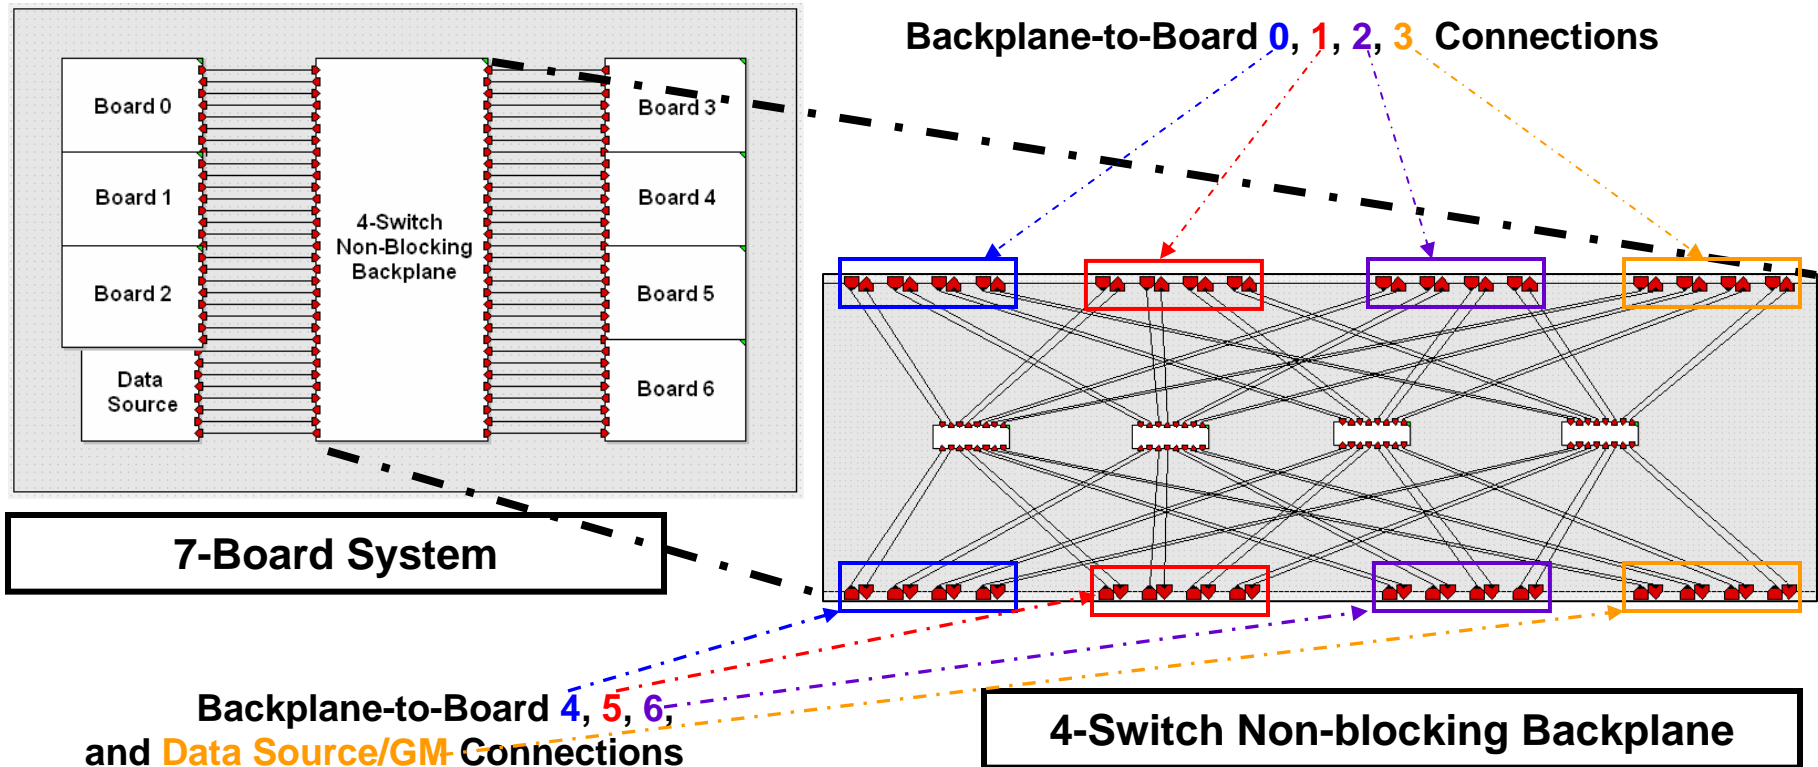 Backplane-to-Board 0, 1, 2, 3 Connections
Board 0
Board 1
Board 2
Data
Source
4-Switch
Non-Blocking
Backplane
Board 3
Board 4
Board 5
Board 6
7-Board System
Backplane-to-Board 4, 5, 6,
and Data Source/GM Connections
4-Switch Non-blocking Backplane